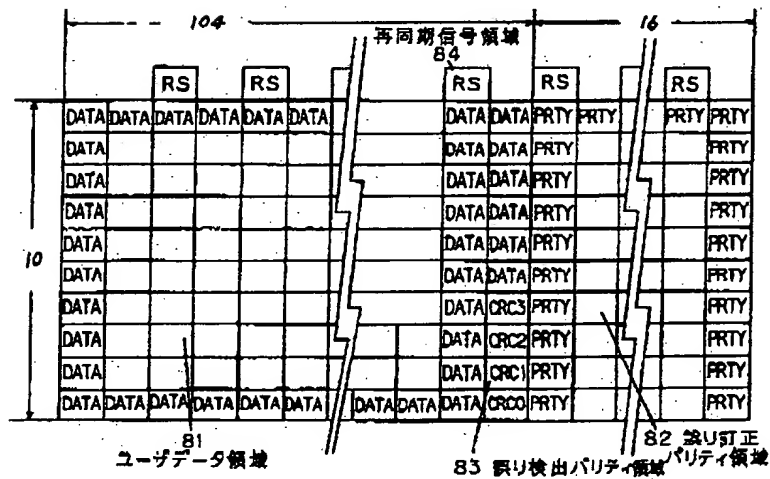 104 16
再同期信号領域
84
RS RS RS RS RS
DATA DATA DATA DATA DATA DATA DATA DATA PRTY PRTY PRTY PRTY
DATA DATA DATA PRTY PRTY
DATA DATA DATA PRTY PRTY
DATA DATA DATA PRTY PRTY
10
DATA DATA DATA PRTY PRTY
DATA DATA DATA PRTY PRTY
DATA DATA CRC3 PRTY PRTY
DATA DATA CRC2 PRTY PRTY
DATA DATA CRC1 PRTY PRTY
DATA DATA DATA DATA DATA DATA DATA DATA DATA CRC0 PRTY PRTY
81
ユーザデータ領域
83 誤り検出パリティ領域
82 誤り訂正
パリティ領域